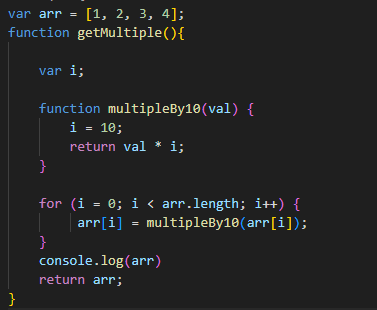 var arr = [1, 2, 3, 4];
function getMultiple(){
var i;
function multipleBy10(val) {
i = 10;
return val * i;
}
for (i = 0; i < arr.length; i++) {
arr[i] = multipleBy10(arr[i]);
}
console.log(arr)
return arr;
}